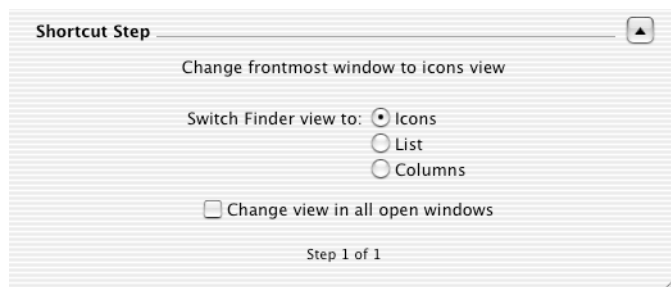 Shortcut Step
Change frontmost window to icons view
Switch Finder view to: Icons
List
Columns
Change view in all open windows
Step 1 of 1